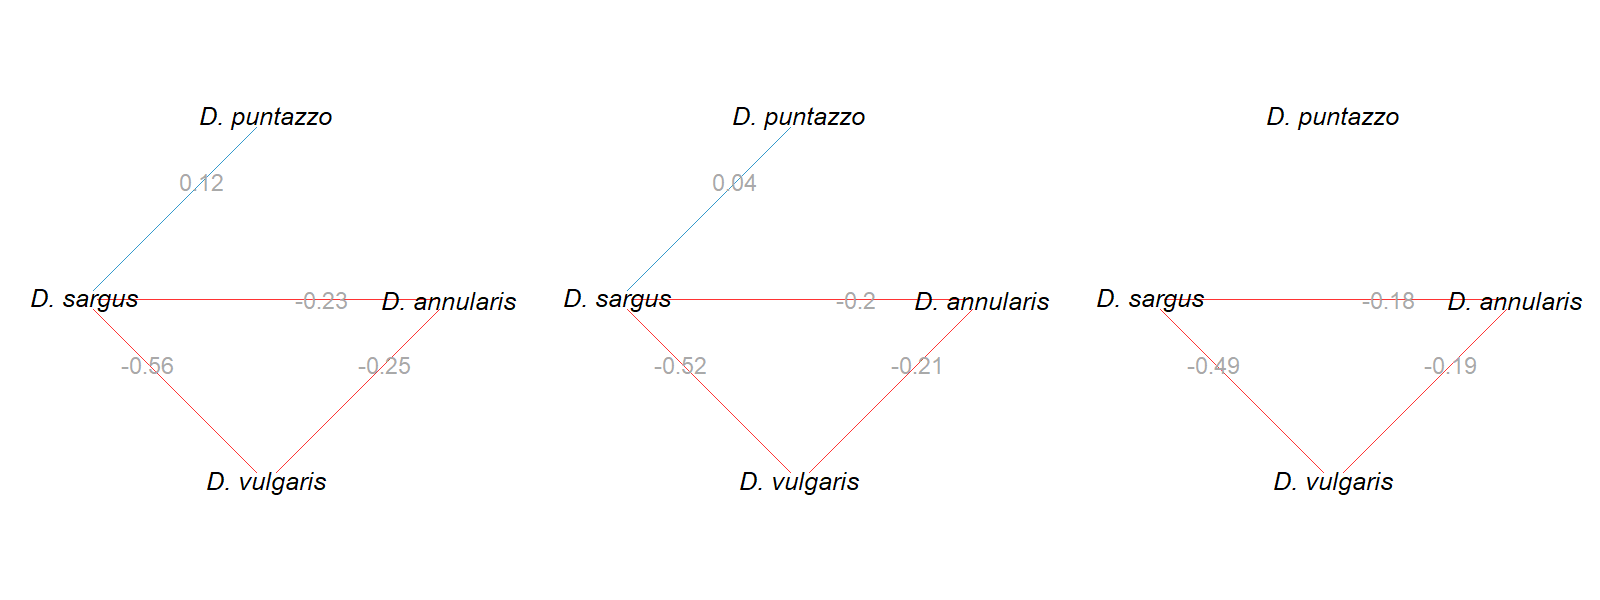 D. puntazzo
0.12
D. sargus
-0.23
D. annularis
-0.56
-0.25
D. vulgaris
D. puntazzo
0.04
D. sargus
-0.2
D. annularis
-0.52
-0.21
D. vulgaris
D. puntazzo
D. sargus
-0.18
D. annularis
-0.49
-0.19
D. vulgaris